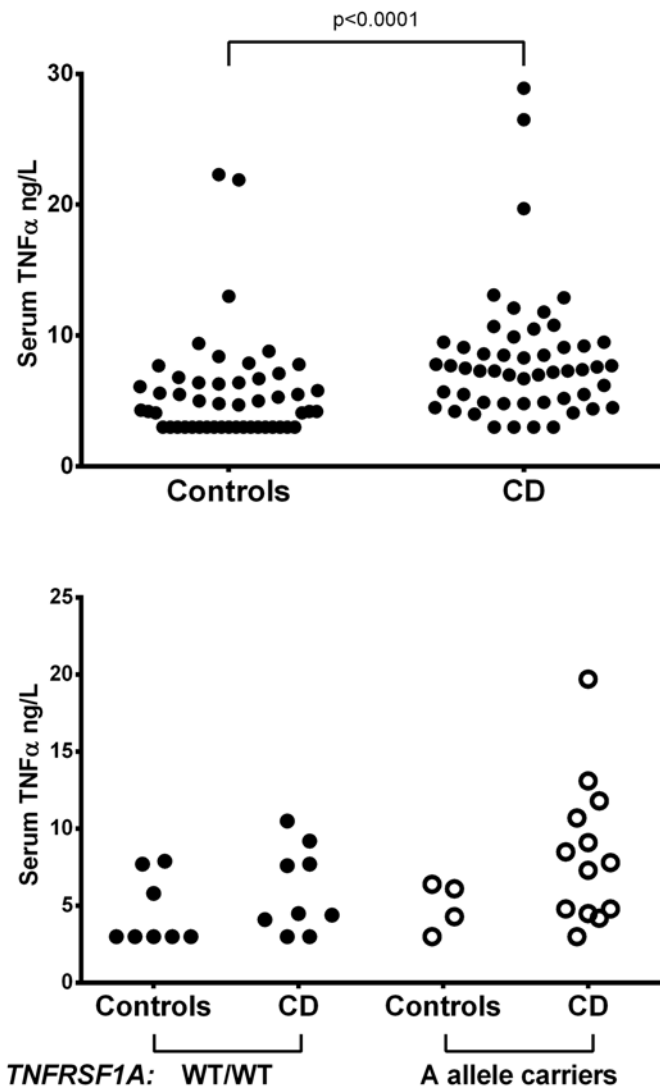 p<0.0001
30
20
10
0
Serum TNFα ng/L
Controls CD
25
20
15
10
5
0
Serum TNFα ng/L
Controls CD Controls CD
TNFRSF1A: WT/WT A allele carriers